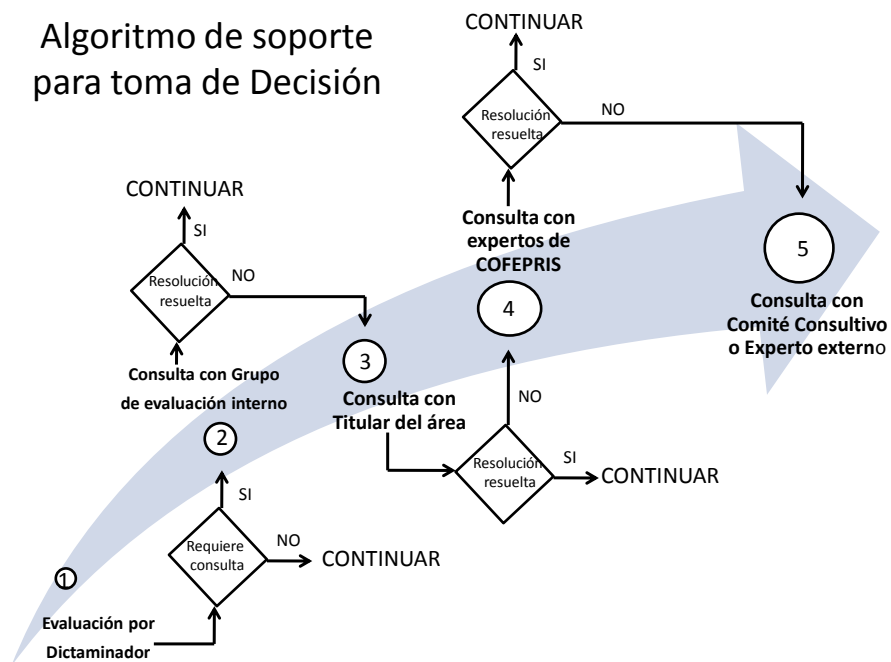 Algoritmo de soporte
para toma de Decisión
CONTINUAR
SI
Resolución
resuelta
NO
CONTINUAR
SI
Resolución
resuelta
NO
Consulta con
expertos de
COFEPRIS
4
5
Consulta con
Comité Consultivo
o Experto externo
3
Consulta con
Titular del área
Consulta con Grupo
de evaluación interno
2
NO
Resolución
resuelta
SI
CONTINUAR
SI
Requiere
consulta
NO
CONTINUAR
1
Evaluación por
Dictaminador